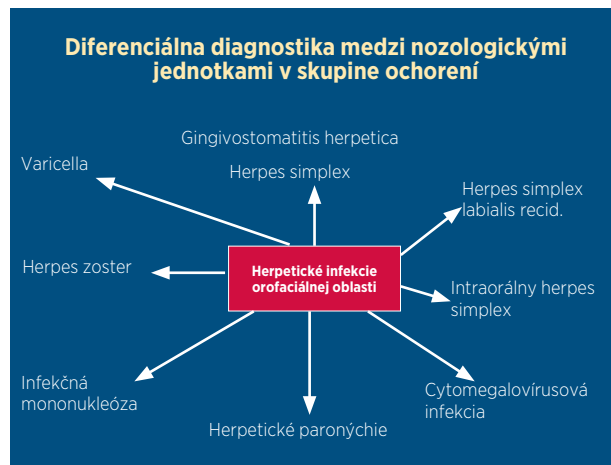 Diferenciálna diagnostika medzi nozologickými
jednotkami v skupine ochorení
Gingivostomatitis herpetica
Herpes simplex
Varicella
Herpes simplex
labialis recid.
Herpes zoster
Herpetické infekcie
orofaciálnej oblasti
Intraorálny herpes
simplex
Infekčná
mononukleóza
Cytomegalovírusová
infekcia
Herpetické paronýchie